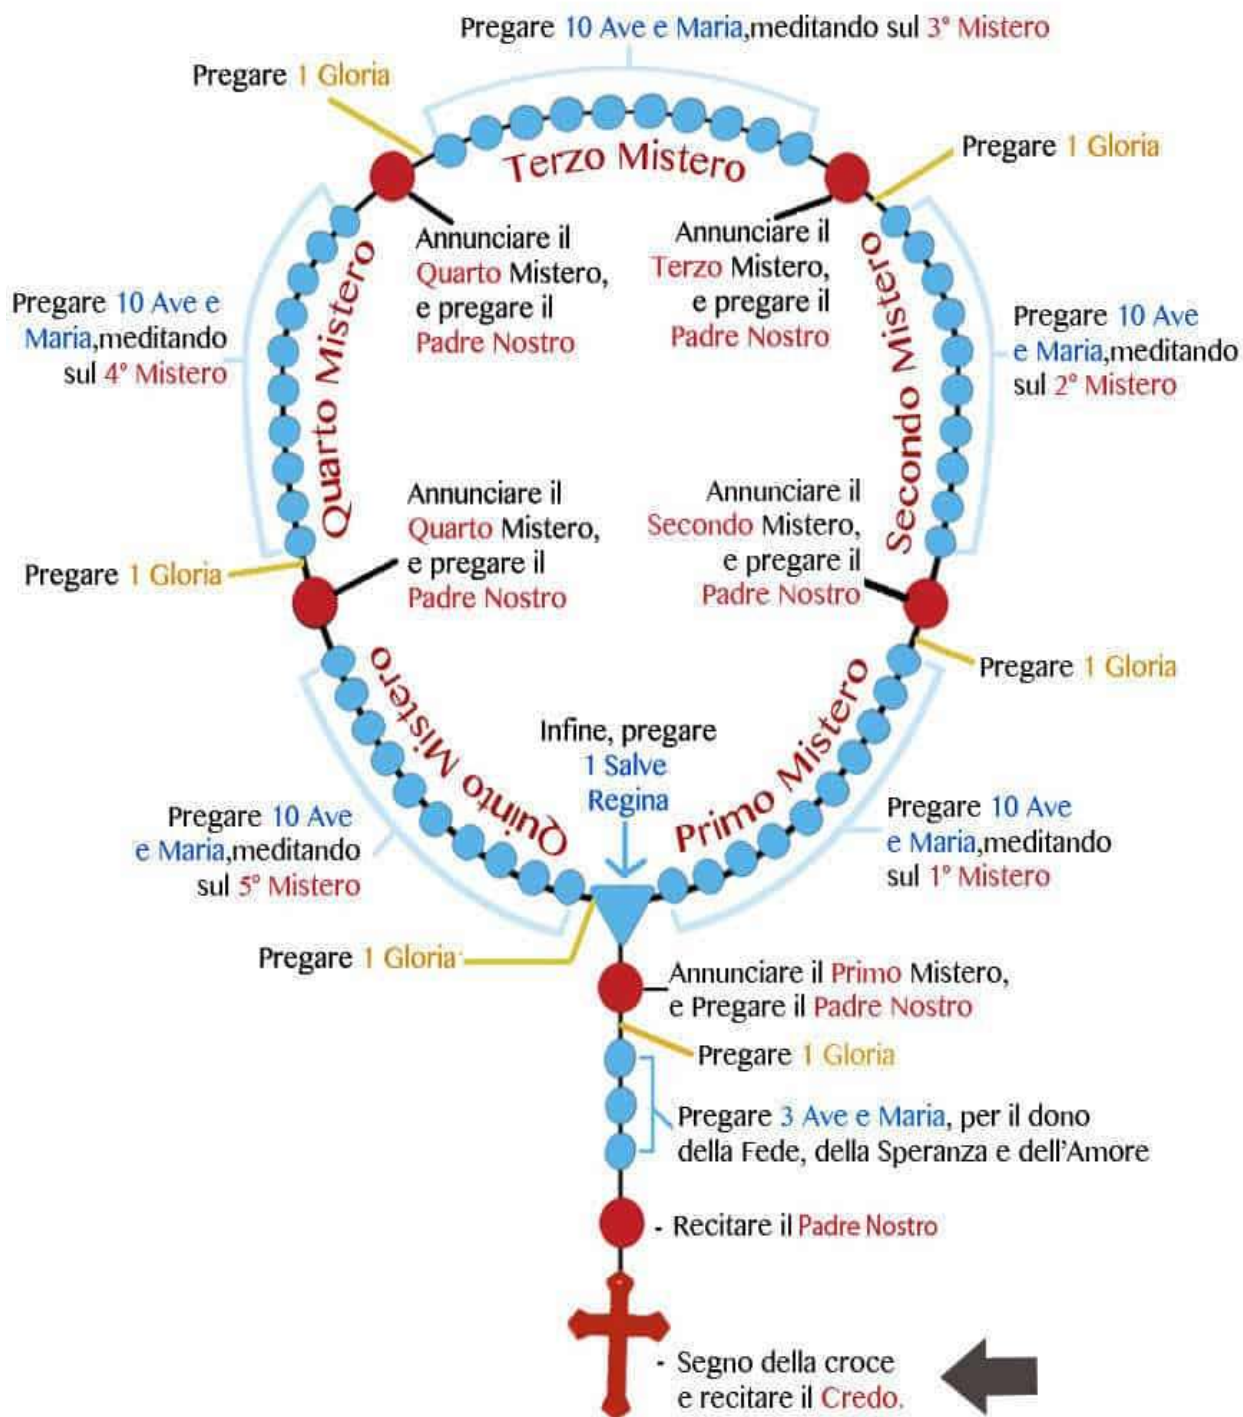 Pregare 10 Ave e Maria,meditando sul 3° Mistero
Pregare 1 Gloria
Terzo Mistero
Pregare 1 Gloria
Annunciare il
Quarto Mistero,
e pregare il
Padre Nostro
Annunciare il
Terzo Mistero,
e pregare il
Padre Nostro
Pregare 10 Ave e
Maria,meditando
sul 4° Mistero
Quarto Mistero
Secondo Mistero
Pregare 10 Ave
e Maria,meditando
sul 2° Mistero
Annunciare il
Quarto Mistero,
e pregare il
Padre Nostro
Annunciare il
Secondo Mistero,
e pregare il
Padre Nostro
Pregare 1 Gloria
Pregare 1 Gloria
Quinto Mistero
Infine, pregare
1 Salve
Regina
Primo Mistero
Pregare 10 Ave
e Maria,meditando
sul 5° Mistero
Pregare 10 Ave
e Maria,meditando
sul 1° Mistero
Pregare 1 Gloria
Annunciare il Primo Mistero,
e Pregare il Padre Nostro
Pregare 1 Gloria
Pregare 3 Ave e Maria, per il dono
della Fede, della Speranza e dell'Amore
- Recitare il Padre Nostro
- Segno della croce
e recitare il Credo.